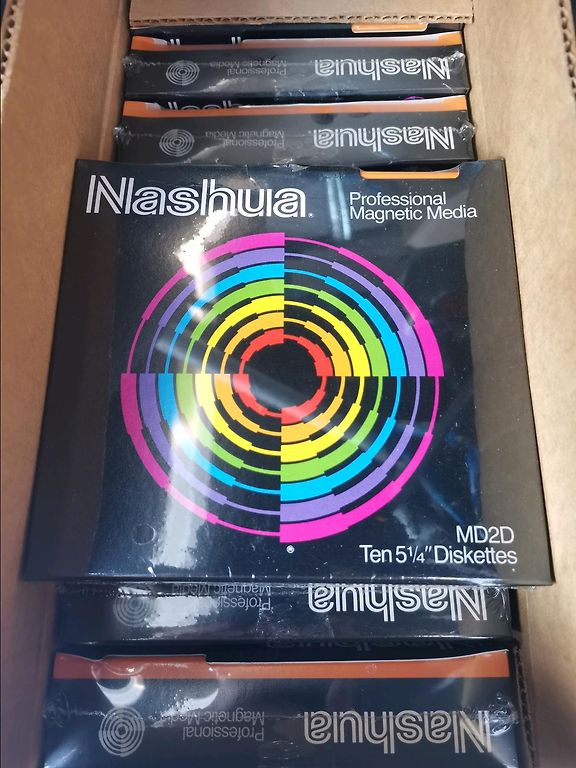 Nashua
Professional
Magnetic Media
Nashua
Professional
Magnetic Media
Nashua®
Professional
Magnetic Media
®
MD2D
Ten 5¼" Diskettes
Nashua
Professional
Magnetic Media
Nashua
Professional
Magnetic Media